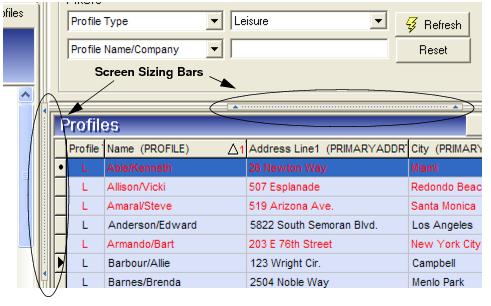 ofiles
Filters
Profile Type
Leisure
Refresh
Profile Name/Company
Reset
Screen Sizing Bars
Profiles
Profile Name (PROFILE) 1 Address Line1 (PRIMARYADDR City (PRIMARY
L Abis/Kenneth 26 Newton Way Miami
L Allison/Vicki 507 Esplanade Redondo Beac
L Amaral/Steve 519 Arizona Ave. Santa Monica
L Anderson/Edward 5822 South Semoran Blvd. Los Angeles
L Armando/Bart 203 E 76th Street New York City
L Barbour/Allie 123 Wright Cir. Campbell
L Barnes/Brenda 2504 Noble Way Menlo Park